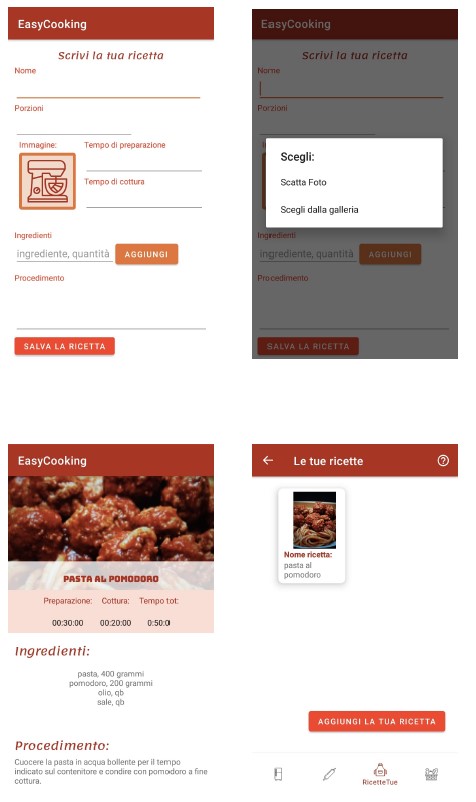 EasyCooking
Scrivi la tua ricetta
Nome
Porzioni
Immagine:
Tempo di preparazione
Tempo di cottura
Ingredienti
ingrediente, quantità
AGGIUNGI
Procedimento
SALVA LA RICETTA
EasyCooking
Scrivi la tua ricetta
Nome
Porzioni
Scegli:
Scatta Foto
Scegli dalla galleria
Ingredienti
ingrediente, quantità
AGGIUNGI
Procedimento
SALVA LA RICETTA
EasyCooking
PASTA AL POMODORO
Preparazione: Cottura: Tempo tot:
00:30:00 00:20:00 0:50:0
Ingredienti:
pasta, 400 grammi
pomodoro, 200 grammi
olio, qb
sale, qb
Procedimento:
Cuocere la pasta in acqua bollente per il tempo
indicato sul contenitore e condire con pomodoro a fine
cottura.
Le tue ricette
Nome ricetta:
pasta al
pomodoro
AGGIUNGI LA TUA RICETTA
RicetteTue